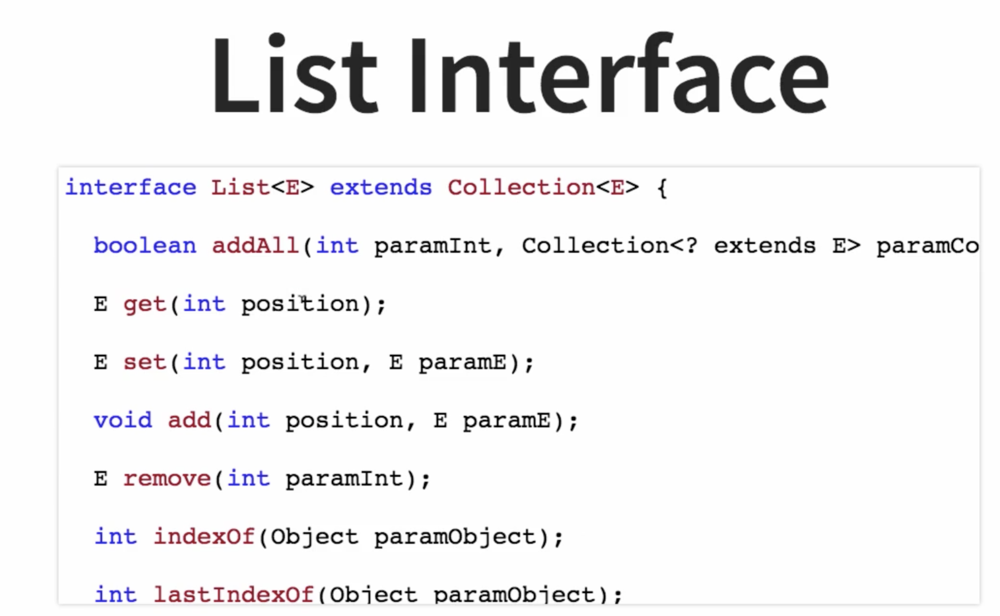 List Interface
interface List<E> extends Collection<E> {
boolean addAll(int paramInt, Collection<? extends E> paramCo
E get(int position);
E set(int position, E paramE);
void add(int position, E paramE);
E remove(int paramInt);
int indexOf(Object paramObject);
int lastIndexOf(Object paramObject);